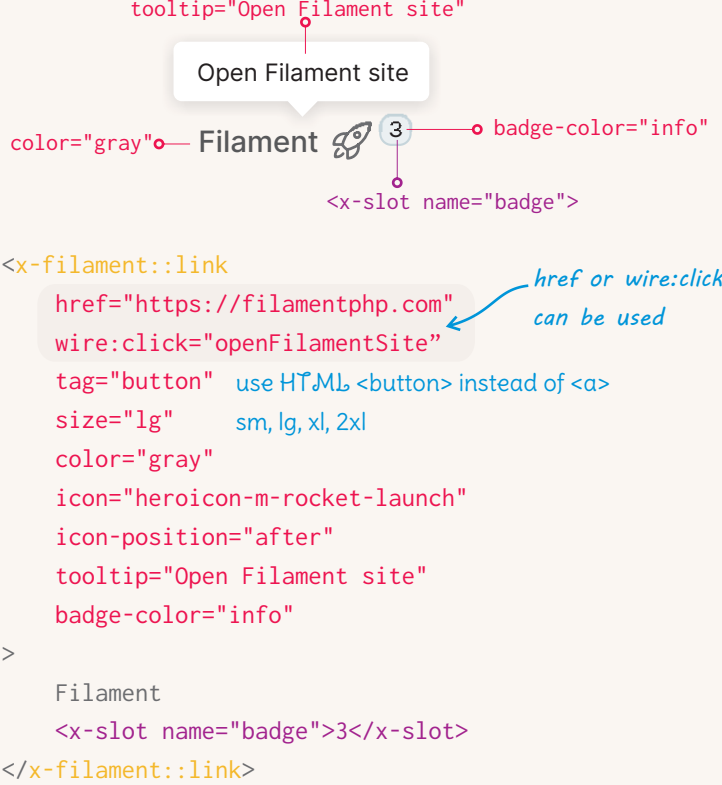 tooltip="Open Filament site"
Open Filament site
color="gray" Filament 3 badge-color="info"
<x-slot name="badge">
<x-filament::link
href="https://filamentphp.com"
href or wire:click
can be used
wire:click="openFilamentSite”
tag="button" use HTML <button> instead of <a>
size="lg" sm, lg, xl, 2xl
color="gray"
icon="heroicon-m-rocket-launch"
icon-position="after"
tooltip="Open Filament site"
badge-color="info"
>
Filament
<x-slot name="badge">3</x-slot>
</x-filament::link>